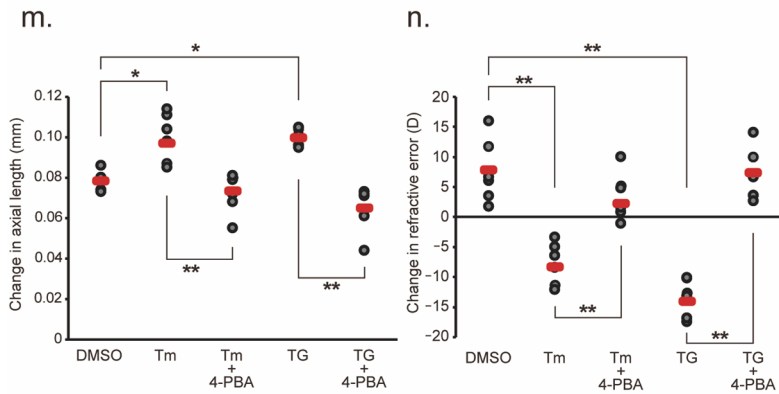 m.
*
*
Change in axial length (mm)
0.12
0.10
0.08
0.06
0.04
0.02
0
**
**
DMSO
Tm
Tm
+
4-PBA
TG
TG
+
4-PBA
n.
**
**
Change in refractive error (D)
20
15
10
5
0
−5
−10
−15
−20
**
**
DMSO
Tm
Tm
+
4-PBA
TG
TG
+
4-PBA